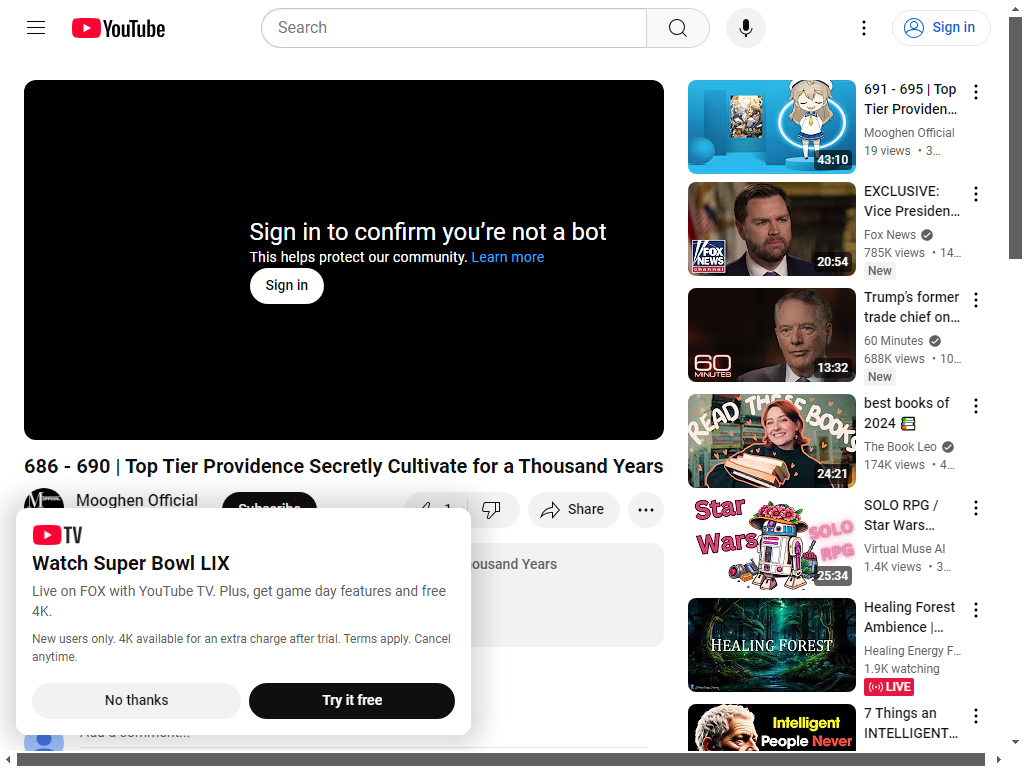 YouTube
Search
Sign in
Sign in to confirm you're not a bot
This helps protect our community. Learn more
Sign in
686 - 690 | Top Tier Providence Secretly Cultivate for a Thousand Years
Mooghen Official
Subscribe
1
Share
ousand Years
TV
Watch Super Bowl LIX
Live on FOX with YouTube TV. Plus, get game day features and free
4K.
New users only. 4K available for an extra charge after trial. Terms apply. Cancel
anytime.
No thanks
Try it free
Add a comment...
43:10
691 - 695 | Top
Tier Providen...
Mooghen Official
19 views • 3...
FOX
NEWS
channel
20:54
EXCLUSIVE:
Vice Presiden...
Fox News
785K views • 14...
New
60
MINUTES
13:32
Trump's former
trade chief on...
60 Minutes
688K views • 10...
New
READ THESE BOOKS
24:21
best books of
2024
The Book Leo
174K views • 4...
Star
Wars
SOLO
RPG
25:34
SOLO RPG /
Star Wars...
Virtual Muse AI
1.4K views • 3...
HEALING FOREST
Healing Forest
Ambience |...
Healing Energy F...
1.9K watching
LIVE
Intelligent
People Never
7 Things an
INTELLIGENT...